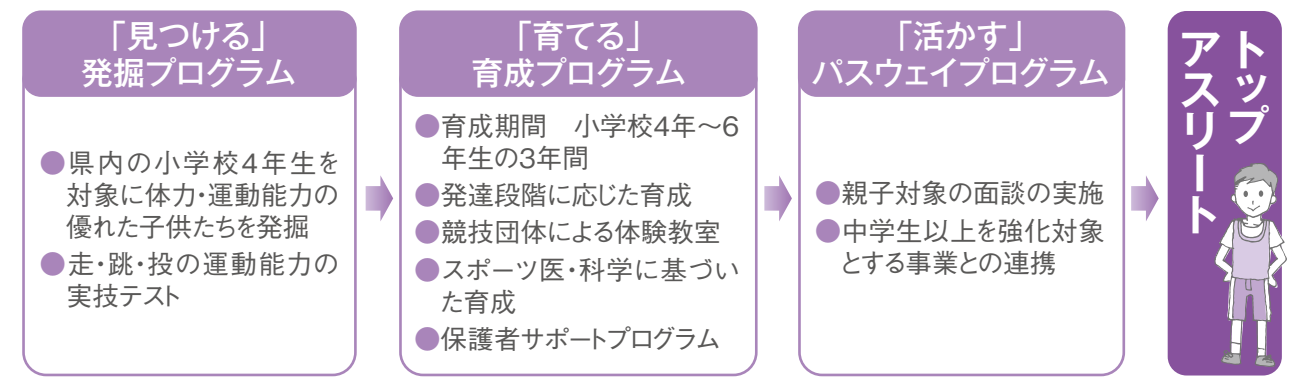 「見つける」
発掘プログラム
●県内の小学校4年生を
対象に体力・運動能力の
優れた子供たちを発掘
●走・跳・投の運動能力の
実技テスト
「育てる」
育成プログラム
●育成期間　小学校4年～6
年生の3年間
●発達段階に応じた育成
●競技団体による体験教室
●スポーツ医・科学に基づい
た育成
●保護者サポートプログラム
「活かす」
パスウェイプログラム
●親子対象の面談の実施
●中学生以上を強化対象
とする事業との連携
トップ
アスリート